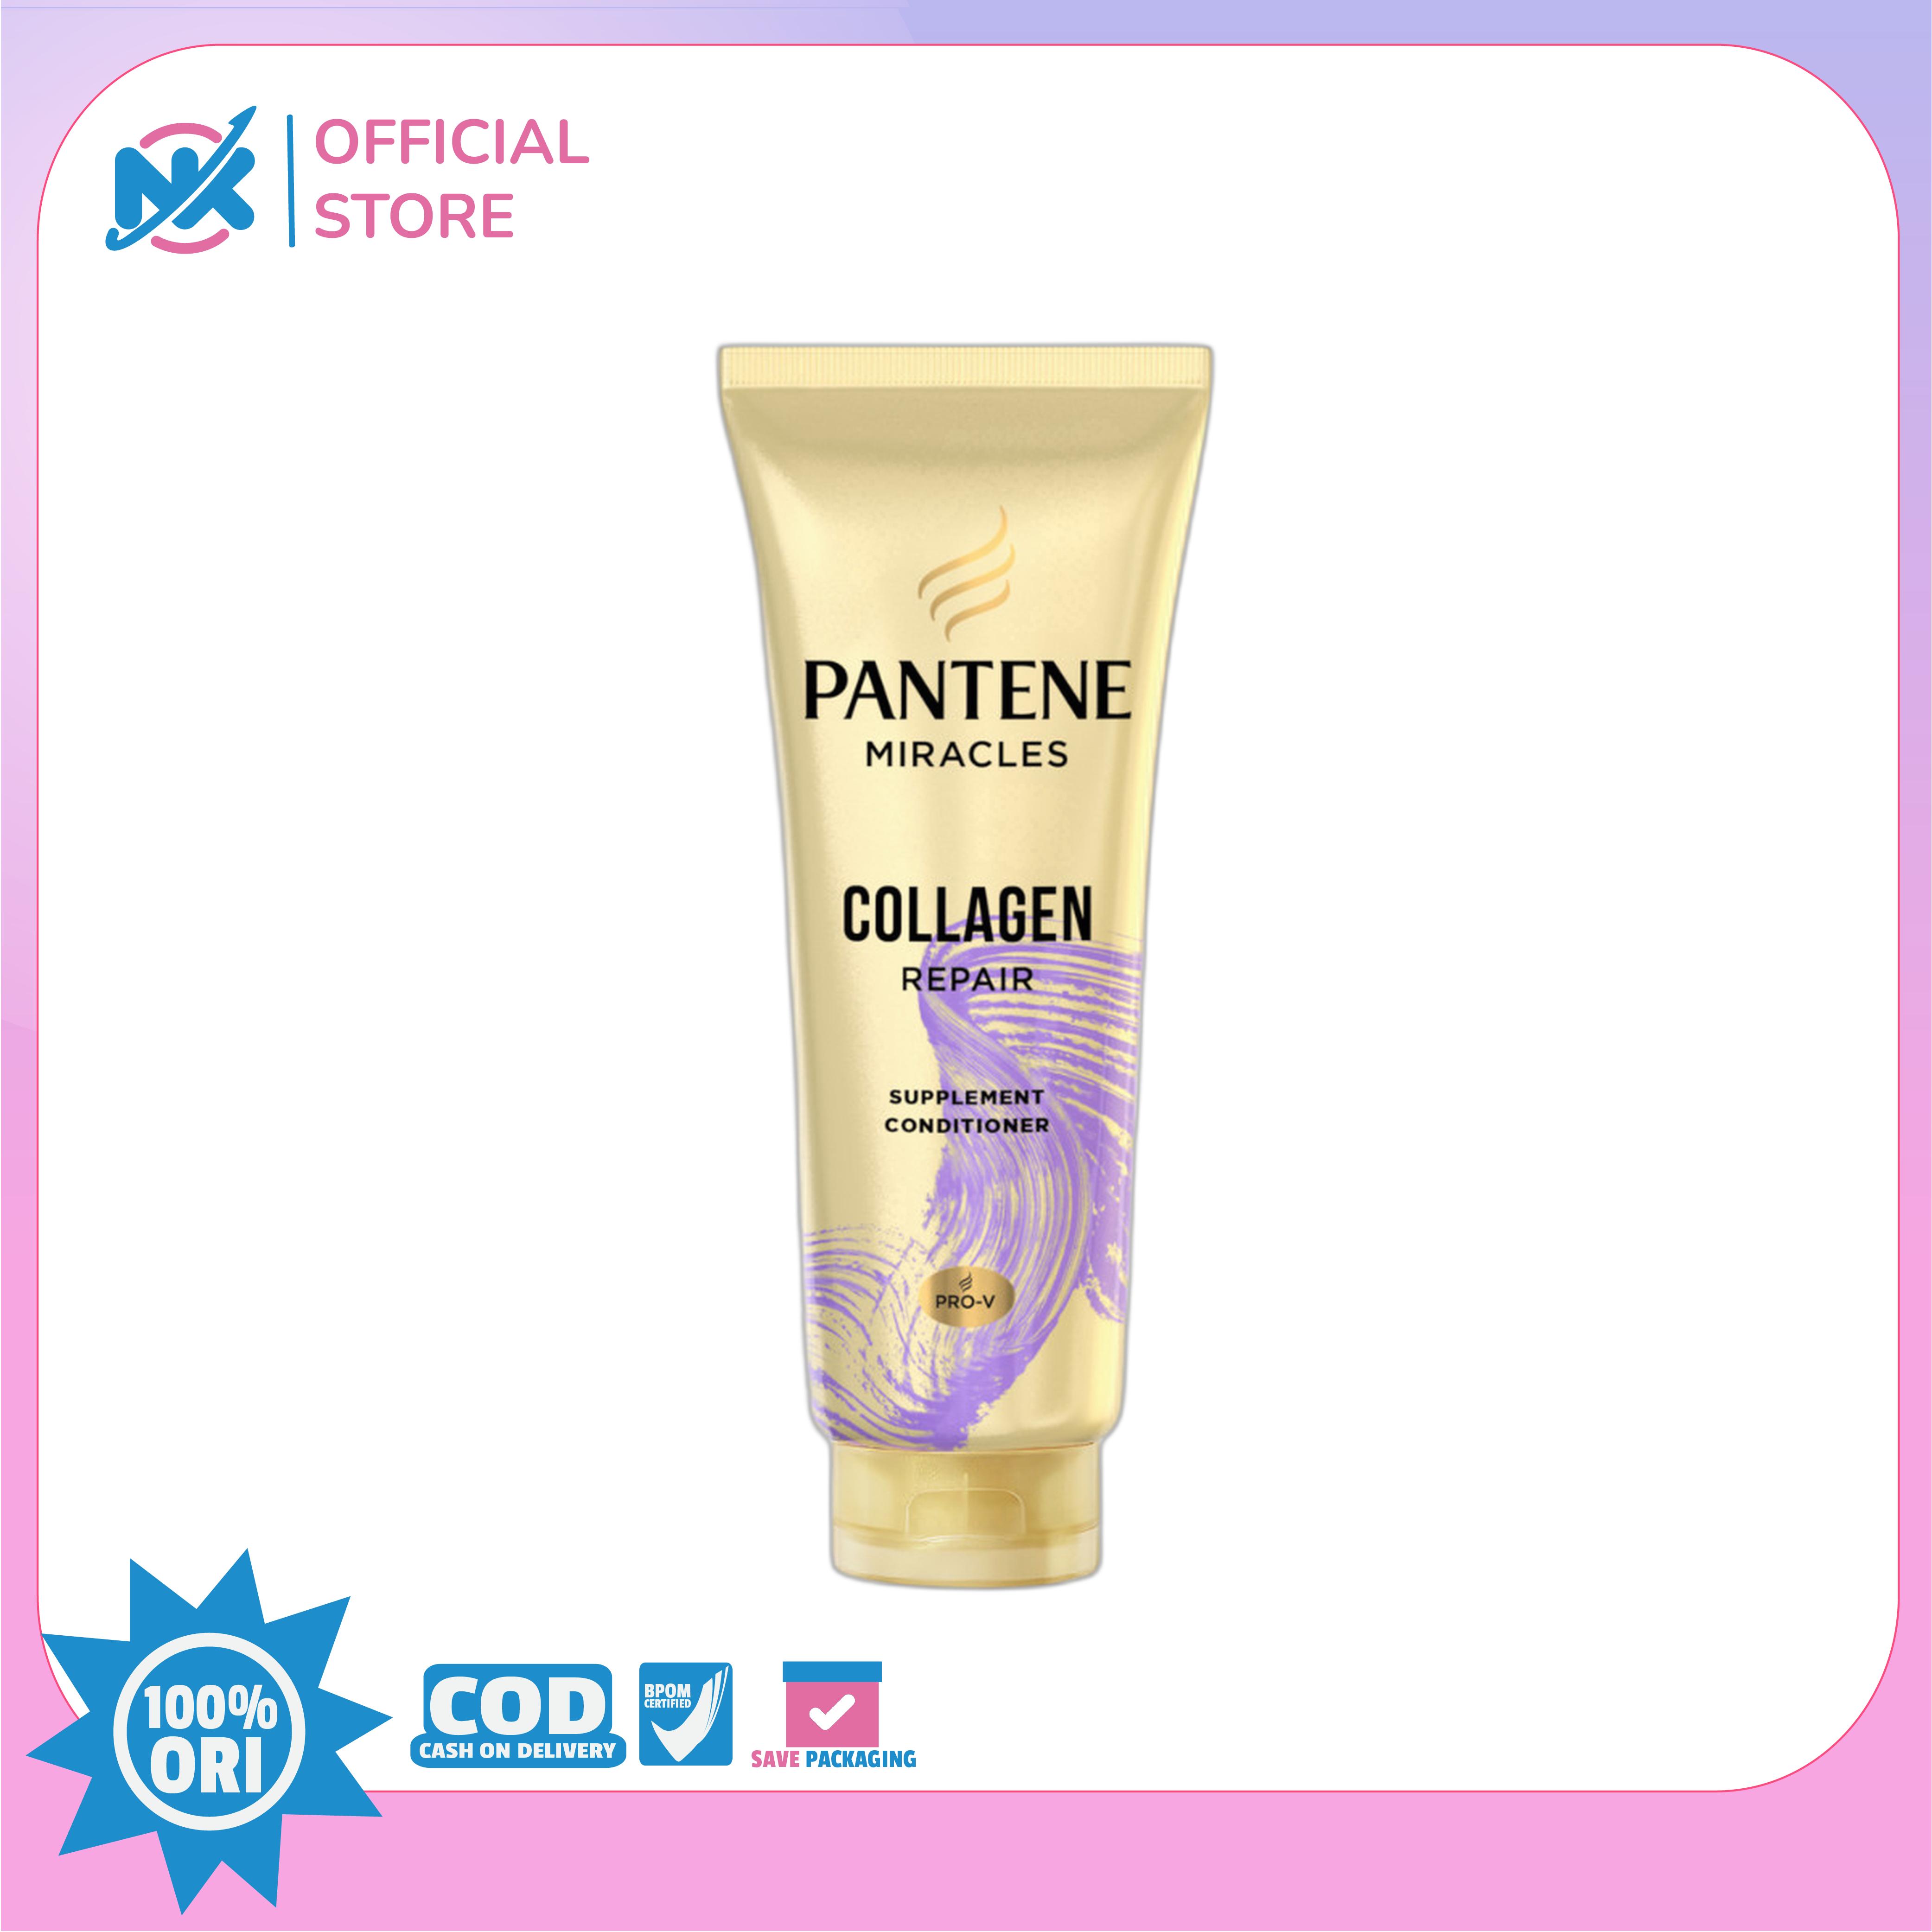 NK
OFFICIAL
STORE
PANTENE
MIRACLES
COLLAGEN
REPAIR
SUPPLEMENT
CONDITIONER
PRO-V
100%
ORI
COD
CASH ON DELIVERY
BPOM
CERTIFIED
SAVE PACKAGING